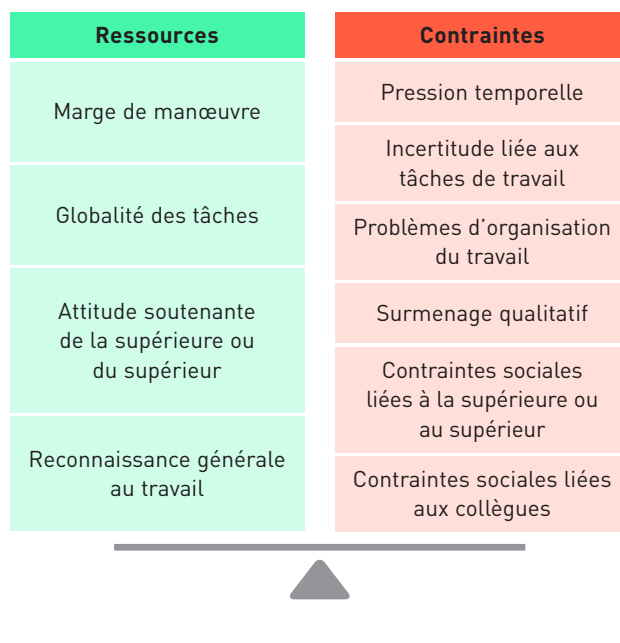 Ressources
Marge de manœuvre
Globalité des tâches
Attitude soutenante
de la supérieure ou
du supérieur
Reconnaissance générale
au travail
Contraintes
Pression temporelle
Incertitude liée aux
tâches de travail
Problèmes d’organisation
du travail
Surmenage qualitatif
Contraintes sociales
liées à la supérieure ou
au supérieur
Contraintes sociales liées
aux collègues